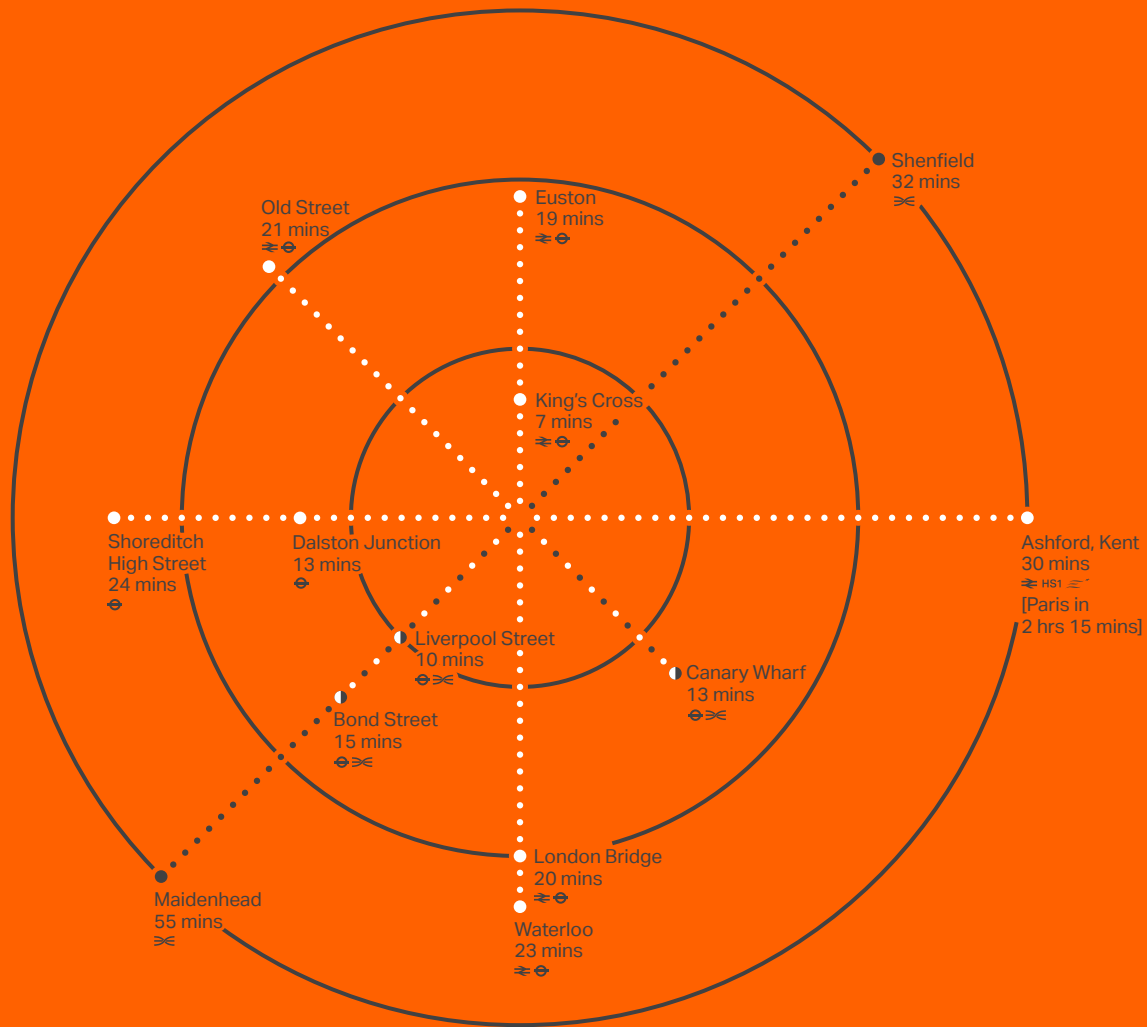 Shenfield
32 mins
Euston
19 mins
Old Street
21 mins
King's Cross
7 mins
Shoreditch
High Street
24 mins
Dalston Junction
13 mins
Ashford, Kent
30 mins
HS1
[Paris in
2 hrs 15 mins]
Liverpool Street
10 mins
Canary Wharf
13 mins
Bond Street
15 mins
London Bridge
20 mins
Maidenhead
55 mins
Waterloo
23 mins